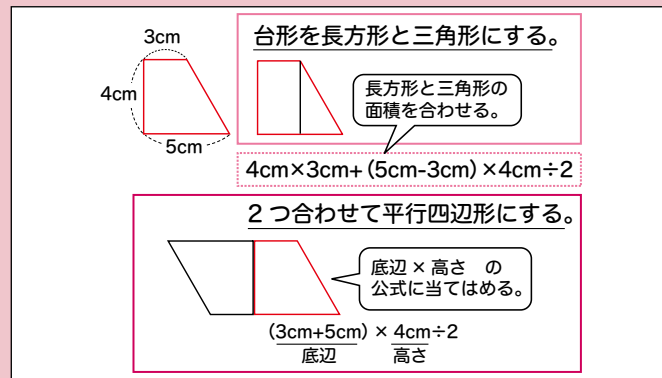 3cm
4cm
5cm
台形を長方形と三角形にする。
長方形と三角形の
面積を合わせる。
4cm×3cm+(5cm-3cm)×4cm÷2
2つ合わせて平行四辺形にする。
底辺×高さ の
公式に当てはめる。
(3cm+5cm)×4cm÷2
底辺 高さ